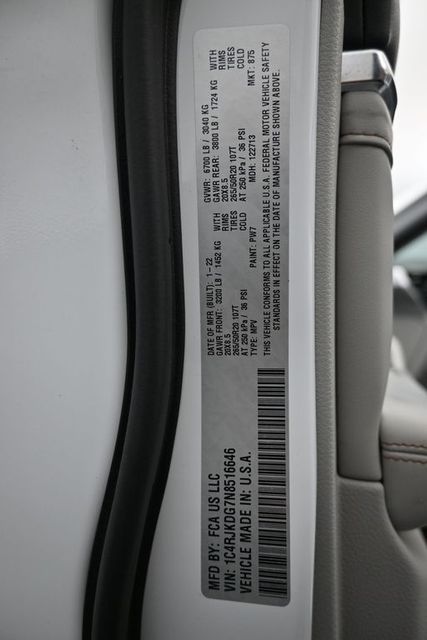 MFD BY: FCA US LLC
DATE OF MFR (BUILT): 1-22
GVWR: 6700 LB / 3040 KG
GAWR FRONT: 3200 LB / 1452 KG
GAWR REAR: 3800 LB / 1724 KG
WITH
20X8.5
RIMS
20X8.5
RIMS
265/50R20 107T
TIRES
265/50R20 107T
TIRES
AT 250 kPa / 36 PSI
COLD
AT 250 kPa / 36 PSI
COLD
VIN: 1C4RJKDG7N8516646
TYPE: MPV
PAINT: PW7
MDH: 122713
MKT: 875
VEHICLE MADE IN: U.S.A.
THIS VEHICLE CONFORMS TO ALL APPLICABLE U.S.A. FEDERAL MOTOR VEHICLE SAFETY
STANDARDS IN EFFECT ON THE DATE OF MANUFACTURE SHOWN ABOVE.